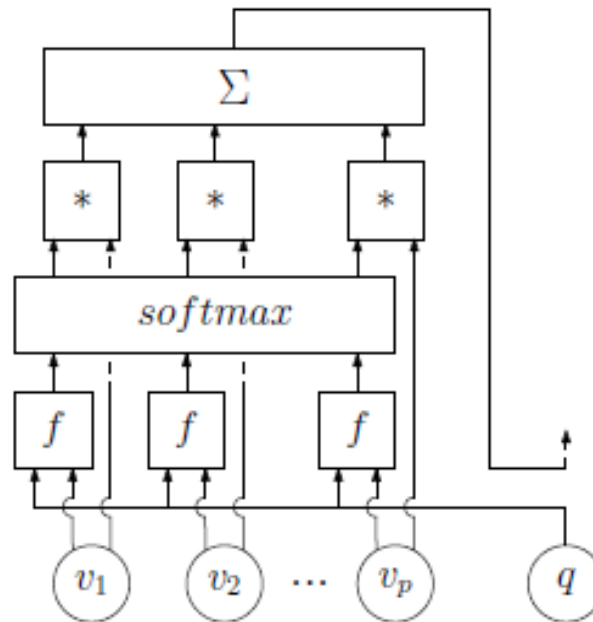 Σ
* * *
softmax
f f f
v₁ v₂ ... vₚ q